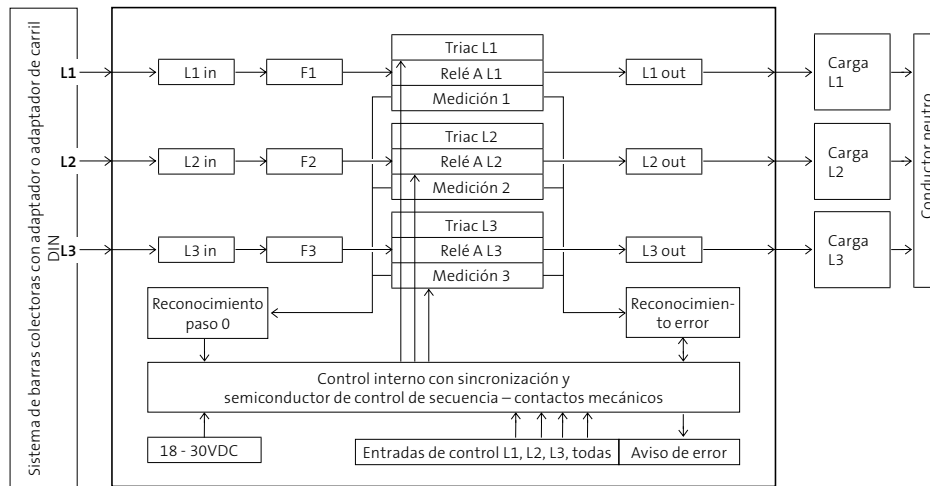 Sistema de barras colectoras con adaptador o adaptador de carril
DIN
L1
L1 in
F1
Triac L1
Relé A L1
Medición 1
L1 out
Carga
L1
L2
L2 in
F2
Triac L2
Relé A L2
Medición 2
L2 out
Carga
L2
L3
L3 in
F3
Triac L3
Relé A L3
Medición 3
L3 out
Carga
L3
Conductor neutro
Reconocimiento
paso 0
Reconocimien-
to error
Control interno con sincronización y
semiconductor de control de secuencia – contactos mecánicos
18 - 30VDC
Entradas de control L1, L2, L3, todas
Aviso de error